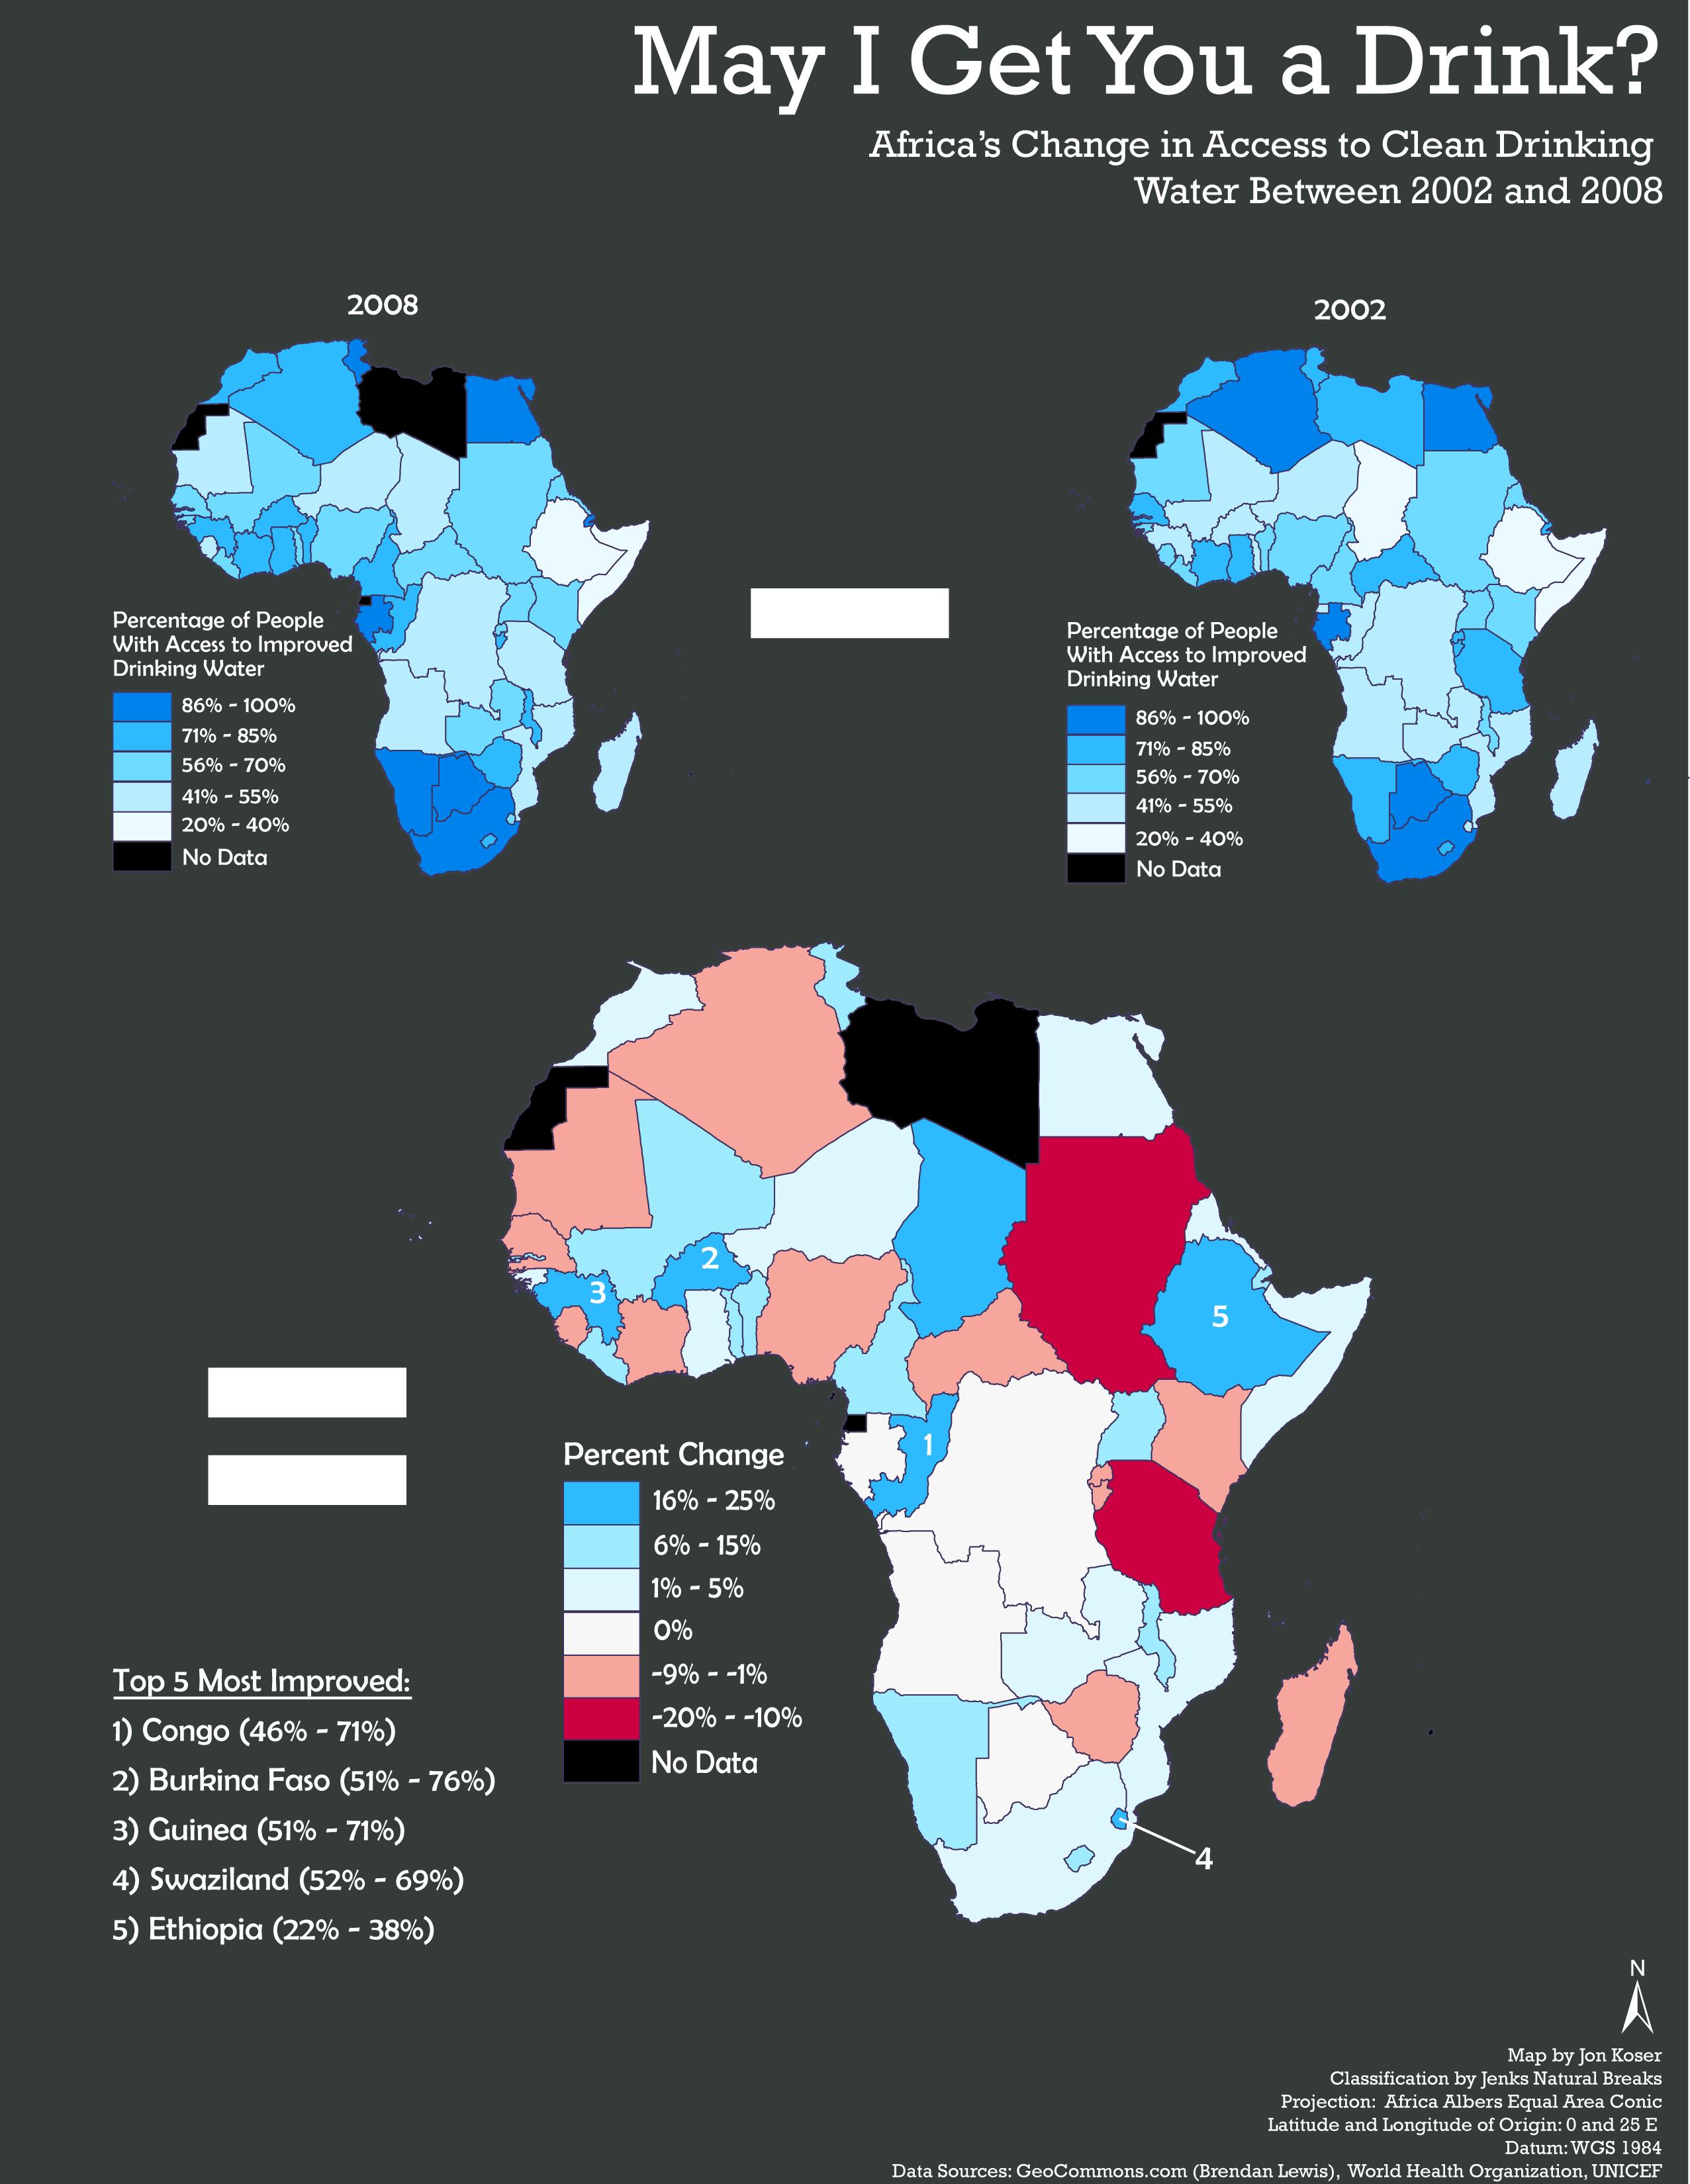 May I Get You a Drink?
Africa's Change in Access to Clean Drinking
Water Between 2002 and 2008
2008
Percentage of People
With Access to Improved
Drinking Water
86% - 100%
71% - 85%
56% - 70%
41% - 55%
20% - 40%
No Data
2002
Percentage of People
With Access to Improved
Drinking Water
86% - 100%
71% - 85%
56% - 70%
41% - 55%
20% - 40%
No Data
2
3
5
1
4
Percent Change
16% - 25%
6% - 15%
1% - 5%
0%
-9% - -1%
-20% - -10%
No Data
Top 5 Most Improved:
1) Congo (46% - 71%)
2) Burkina Faso (51% - 76%)
3) Guinea (51% - 71%)
4) Swaziland (52% - 69%)
5) Ethiopia (22% - 38%)
N
Map by Jon Koser
Classification by Jenks Natural Breaks
Projection: Africa Albers Equal Area Conic
Latitude and Longitude of Origin: 0 and 25 E
Datum: WGS 1984
Data Sources: GeoCommons.com (Brendan Lewis), World Health Organization, UNICEF